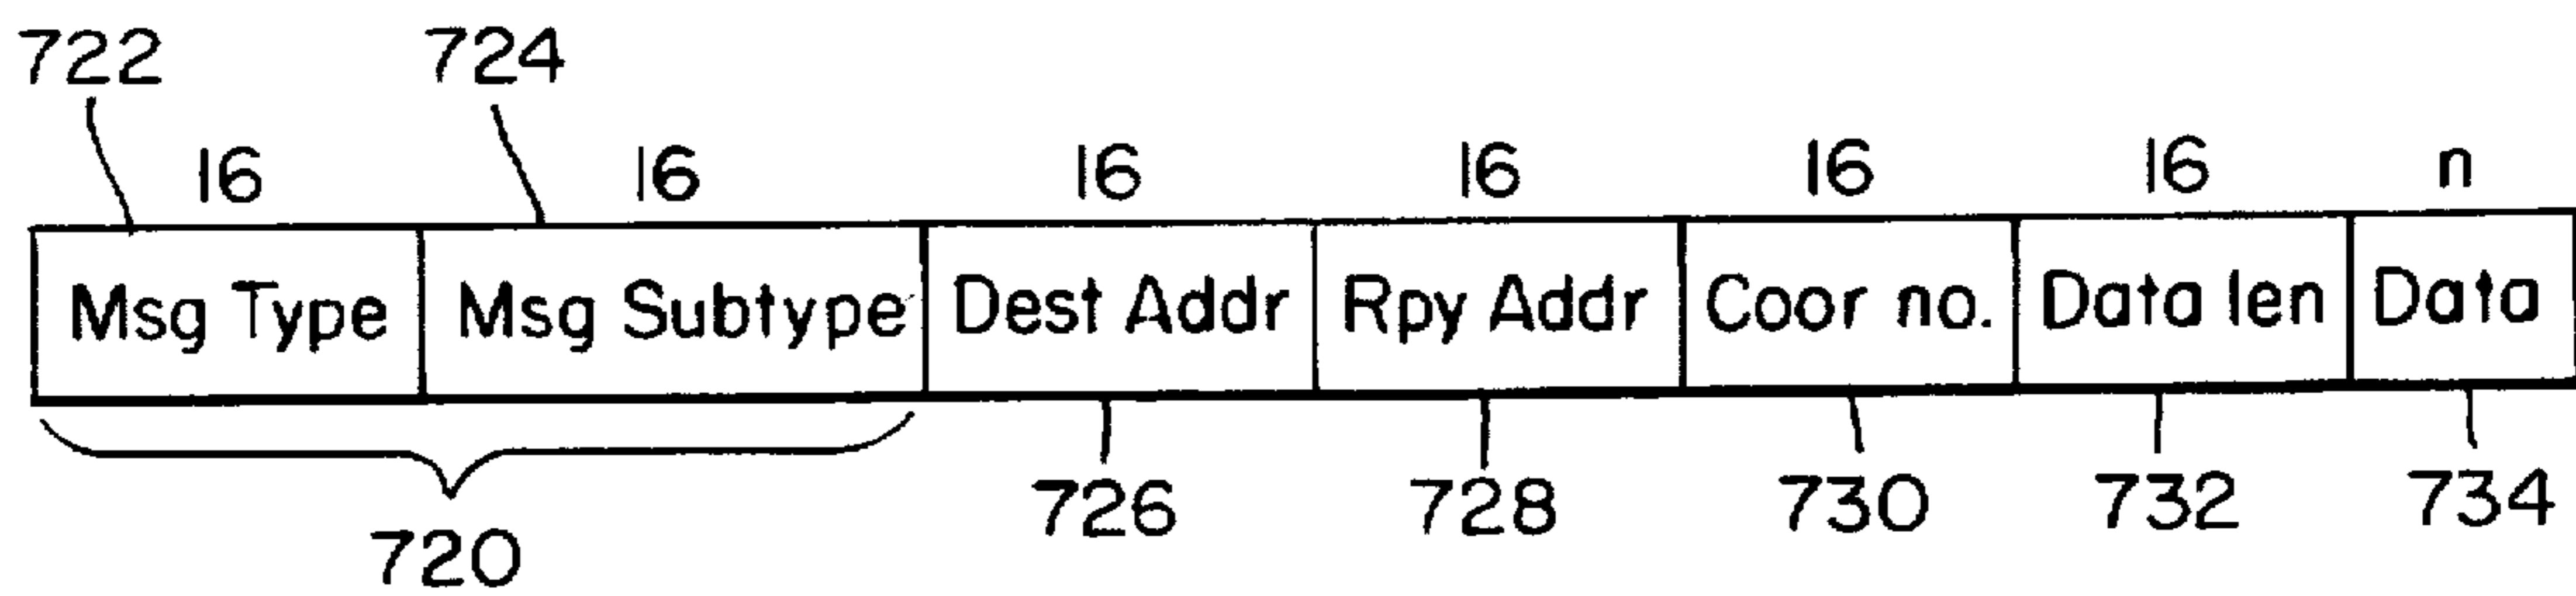 722 724
16 16 16 16 16 16 n
Msg Type Msg Subtype Dest Addr Rpy Addr Coor no. Data len Data
726 728 730 732 734
720